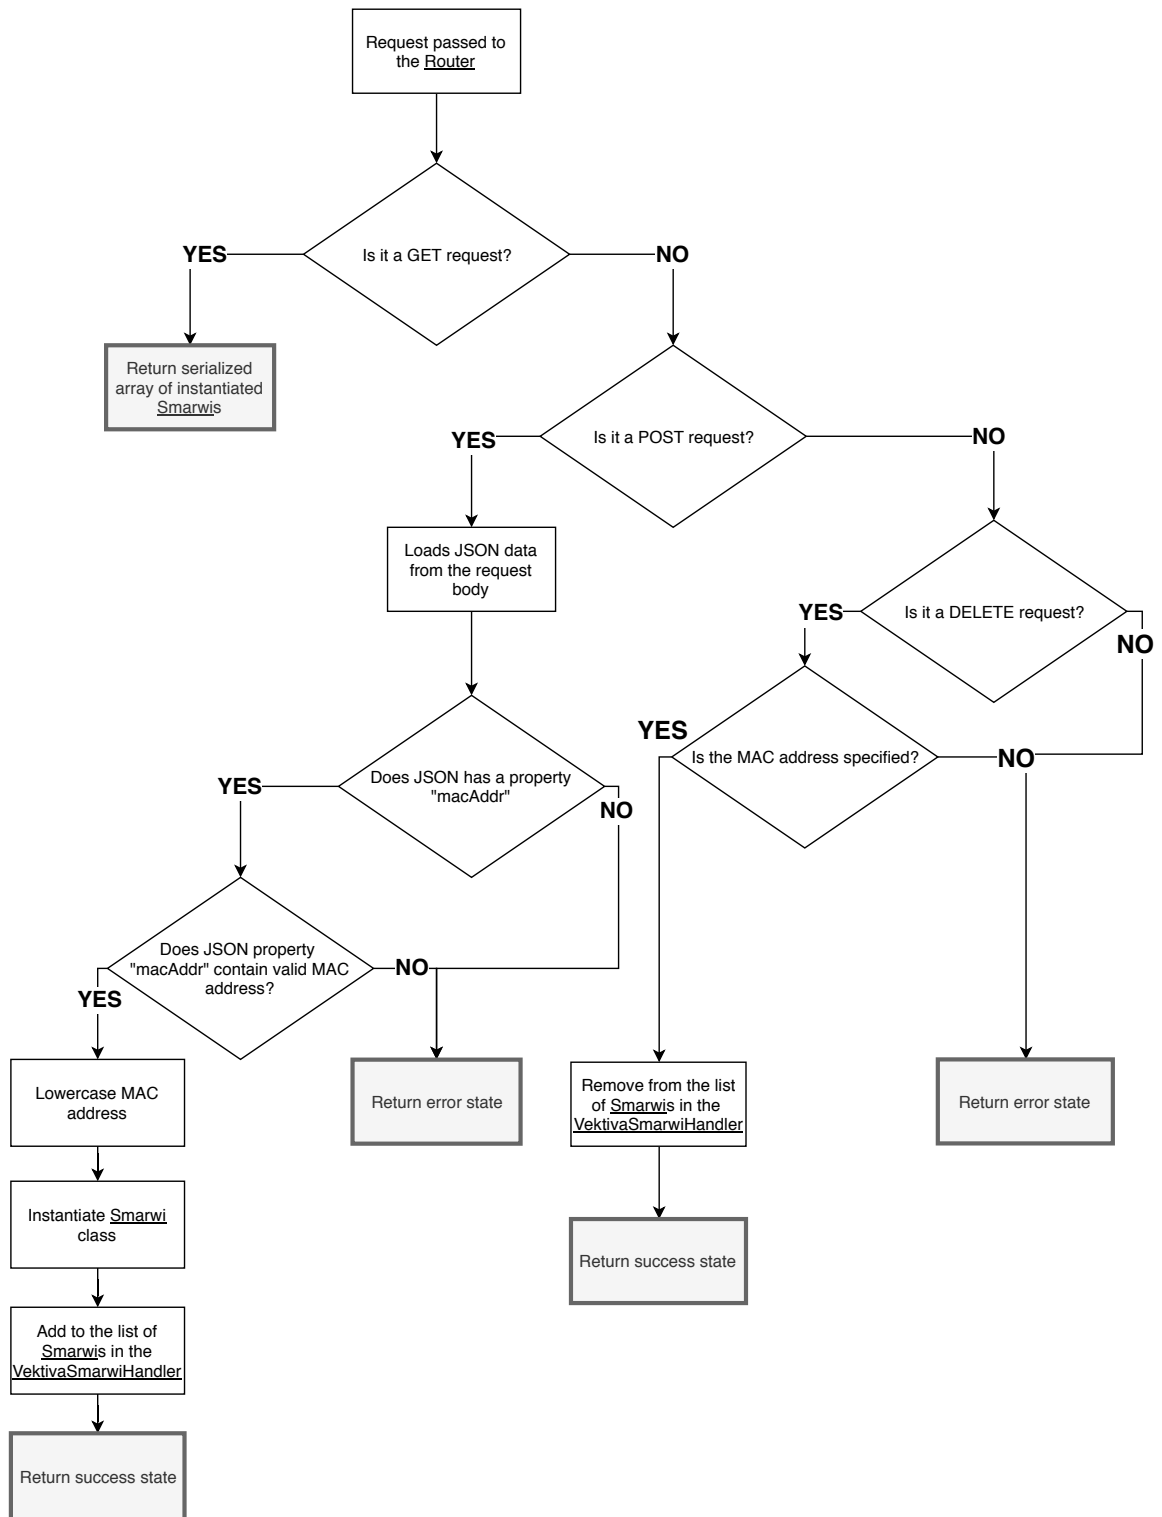 Request passed to
the Router
Is it a GET request?
YES
NO
Return serialized
array of instantiated
Smarwis
Is it a POST request?
YES
NO
Loads JSON data
from the request
body
Is it a DELETE request?
YES
NO
Is the MAC address specified?
YES
NO
Does JSON has a property
"macAddr"
YES
NO
Does JSON property
"macAddr" contain valid MAC
address?
YES
NO
Lowercase MAC
address
Return error state
Remove from the list
of Smarwis in the
VektivaSmarwiHandler
Return error state
Instantiate Smarwi
class
Return success state
Add to the list of
Smarwis in the
VektivaSmarwiHandler
Return success state